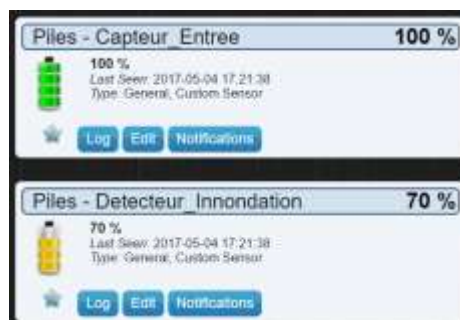 Piles - Capteur_Entree 100 %
100 %
Last Seen: 2017-05-04 17:21:38
Type: General, Custom Sensor
Log Edit Notifications
Piles - Detecteur_Innondation 70 %
70 %
Last Seen: 2017-05-04 17:21:38
Type: General, Custom Sensor
Log Edit Notifications